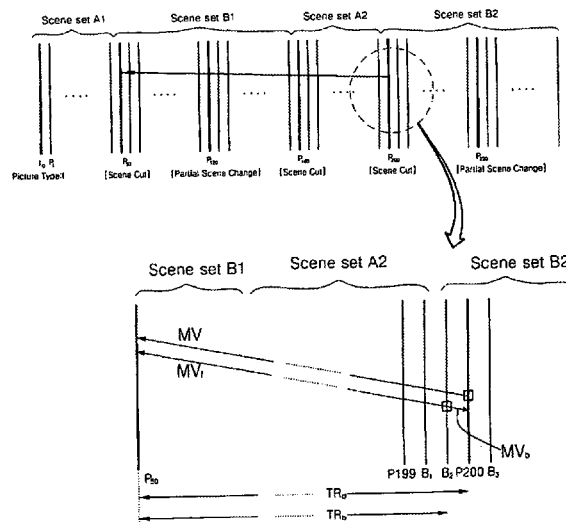 Scene set A1 Scene set B1 Scene set A2 Scene set B2
I0 P1 P50 P120 P200 P230
Picture Type: [Scene Cut] [Partial Scene Change] [Scene Cut] [Scene Cut] [Partial Scene Change]
Scene set B1 Scene set A2 Scene set B2
MV
MVf
MVb
P50 P199 B1 B2 P200 B3
TRd
TRb